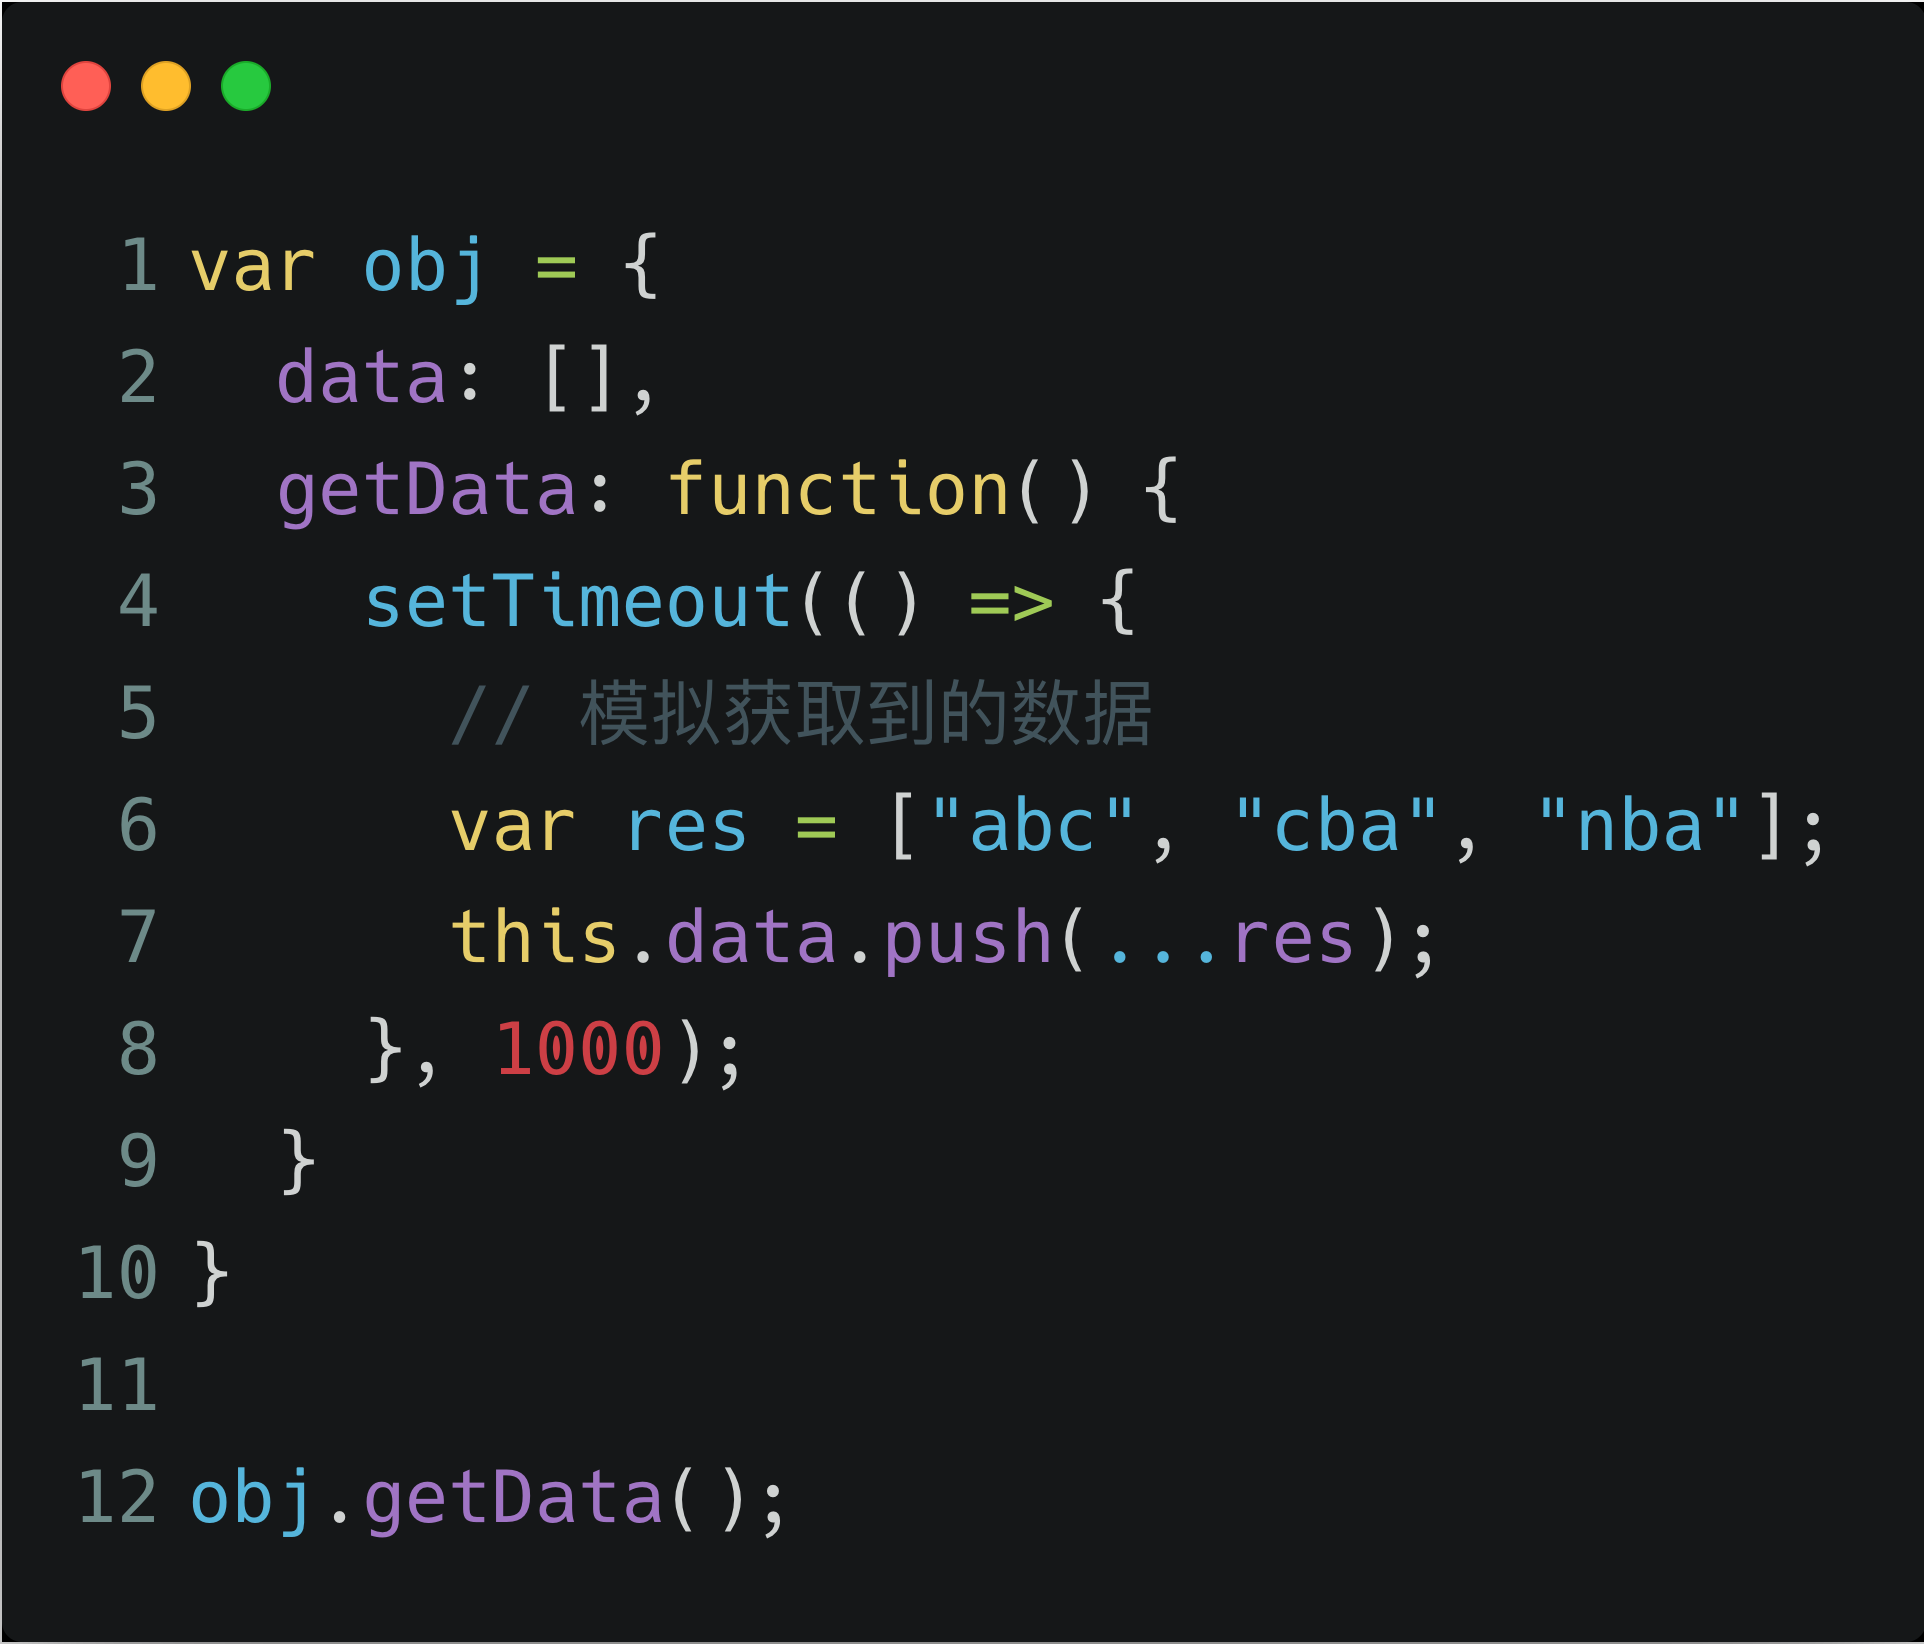 1 var obj = {
2   data: [],
3   getData: function() {
4     setTimeout(() => {
5       // 模拟获取到的数据
6       var res = ["abc", "cba", "nba"];
7       this.data.push(...res);
8     }, 1000);
9   }
10 }
11
12 obj.getData();